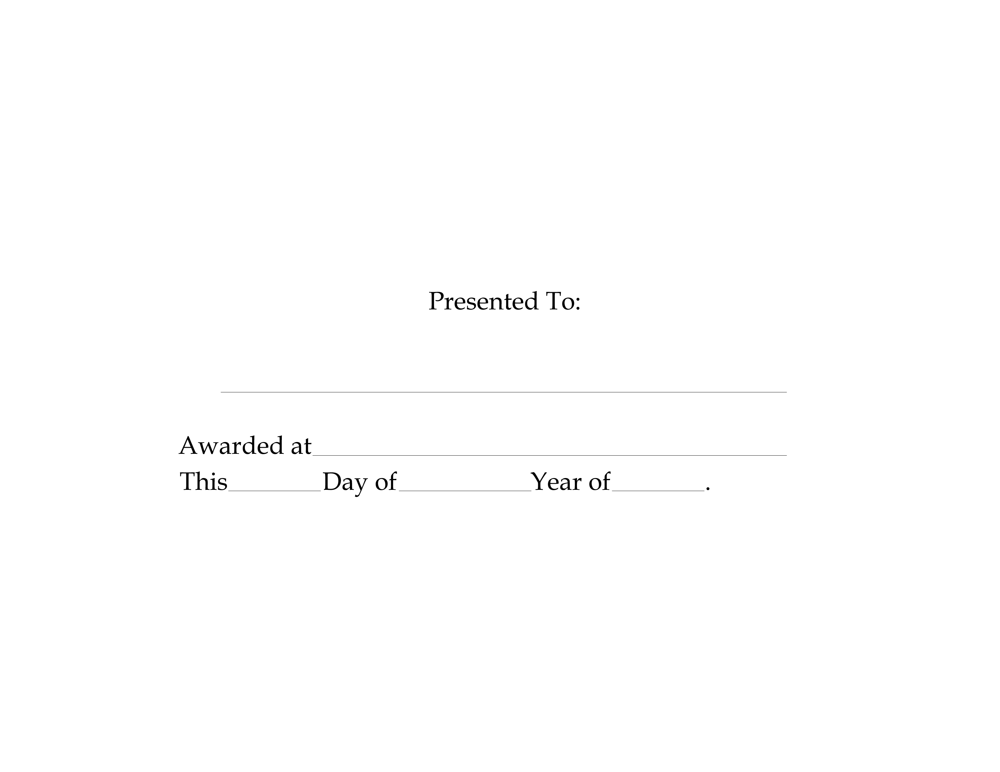 Presented To:
Awarded at
This Day of Year of .